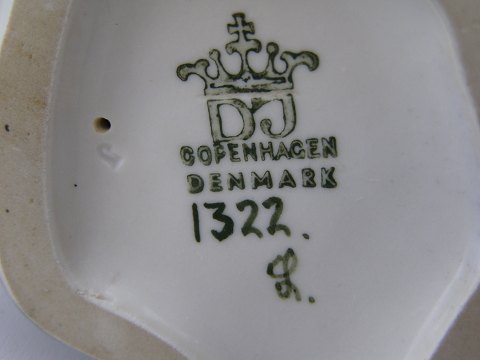 DJ
COPENHAGEN
DENMARK
1322.